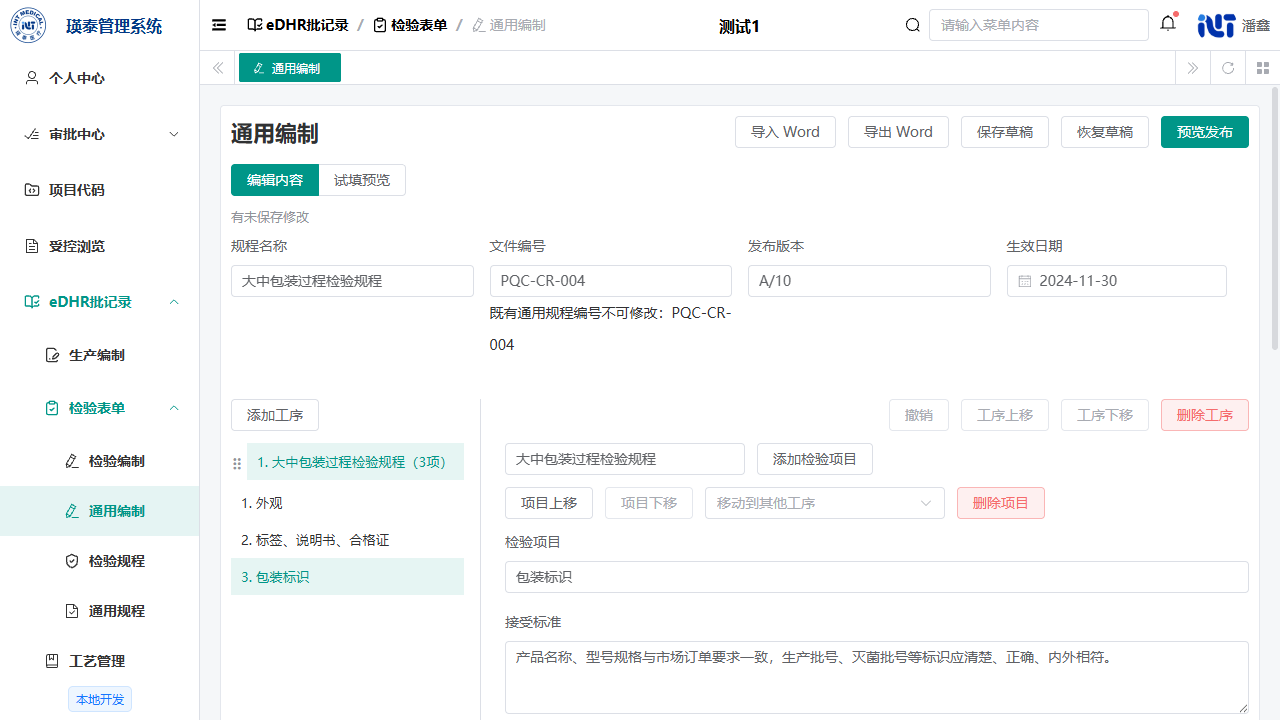 瑛泰管理系统
eDHR批记录 / 检验表单 / 通用编制
测试1
请输入菜单内容
潘鑫
通用编制
个人中心
审批中心
项目代码
受控浏览
eDHR批记录
生产编制
检验表单
检验编制
通用编制
检验规程
通用规程
工艺管理
本地开发
通用编制
导入 Word 导出 Word 保存草稿 恢复草稿 预览发布
编辑内容 试填预览
有未保存修改
规程名称 文件编号 发布版本 生效日期
大中包装过程检验规程 PQC-CR-004 A/10 2024-11-30
既有通用规程编号不可修改：PQC-CR-
004
添加工序 撤销 工序上移 工序下移 删除工序
1. 大中包装过程检验规程（3项）
1. 外观
2. 标签、说明书、合格证
3. 包装标识
大中包装过程检验规程 添加检验项目
项目上移 项目下移 移动到其他工序 删除项目
检验项目
包装标识
接受标准
产品名称、型号规格与市场订单要求一致，生产批号、灭菌批号等标识应清楚、正确、内外相符。